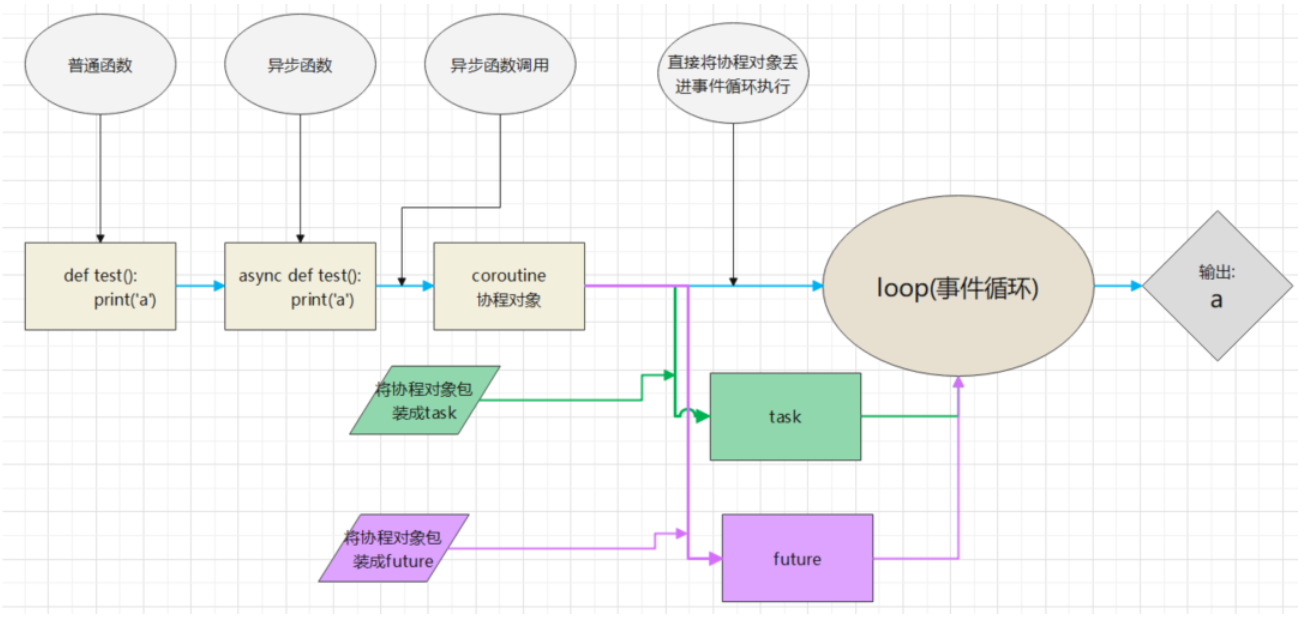 普通函数
异步函数
异步函数调用
直接将协程对象丢
进事件循环执行
def test():
print('a')
async def test():
print('a')
coroutine
协程对象
loop(事件循环)
输出:
a
将协程对象包
装成task
task
将协程对象包
装成future
future